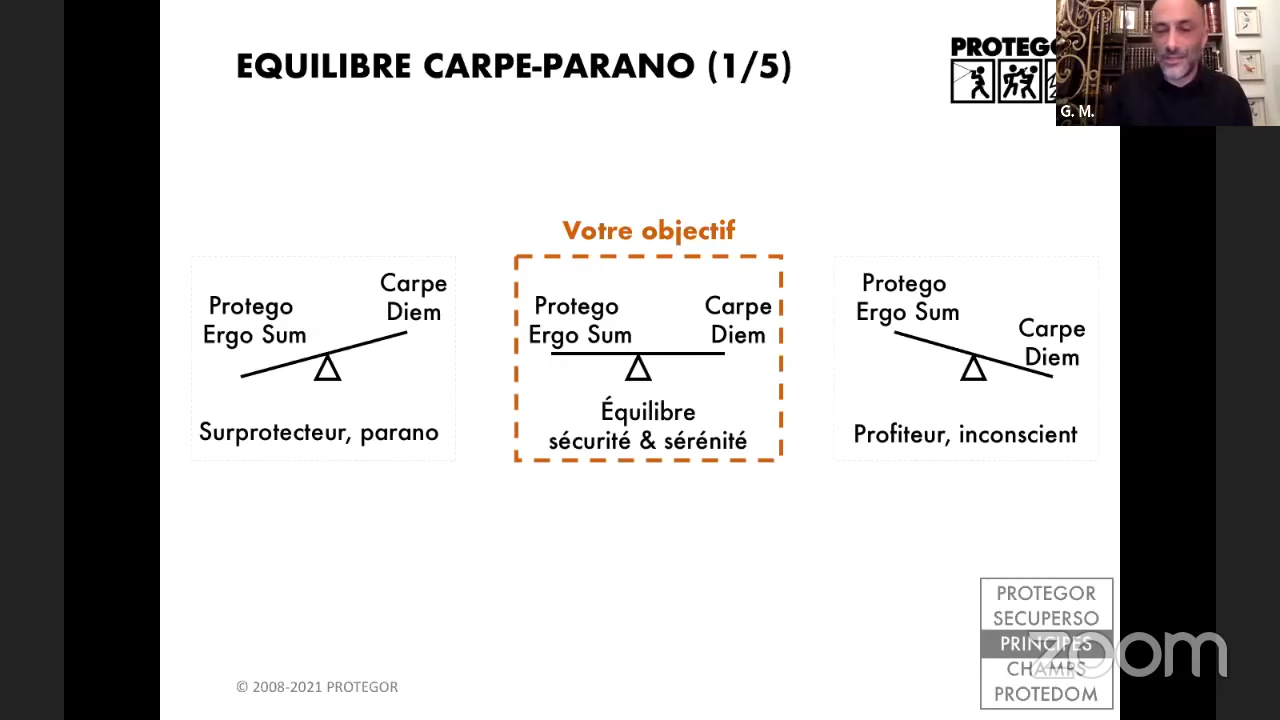 EQUILIBRE CARPE-PARANO (1/5)
PROTEGO
G. M.
Votre objectif
Protego
Ergo Sum
Carpe
Diem
Surprotecteur, parano
Protego
Ergo Sum
Carpe
Diem
Équilibre
sécurité & sérénité
Protego
Ergo Sum
Carpe
Diem
Profiteur, inconscient
PROTEGOR
SECUPERSO
PRINCIPES
CHAMPS
PROTEDOM
zoom
© 2008-2021 PROTEGOR